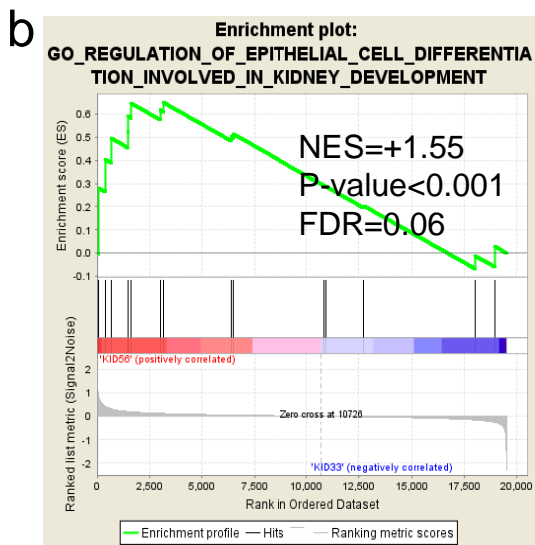 b
Enrichment plot:
GO_REGULATION_OF_EPITHELIAL_CELL_DIFFERENTIA
TION_INVOLVED_IN_KIDNEY_DEVELOPMENT
Enrichment score (ES)
0.6
0.5
0.4
0.3
0.2
0.1
0.0
-0.1
NES=+1.55
P-value<0.001
FDR=0.06
Ranked list metric (Signal2Noise)
'KID56' (positively correlated)
2
1
0
-1
-2
Zero cross at 10726
'KID33' (negatively correlated)
0 2,500 5,000 7,500 10,000 12,500 15,000 17,500 20,000
Rank in Ordered Dataset
Enrichment profile Hits Ranking metric scores